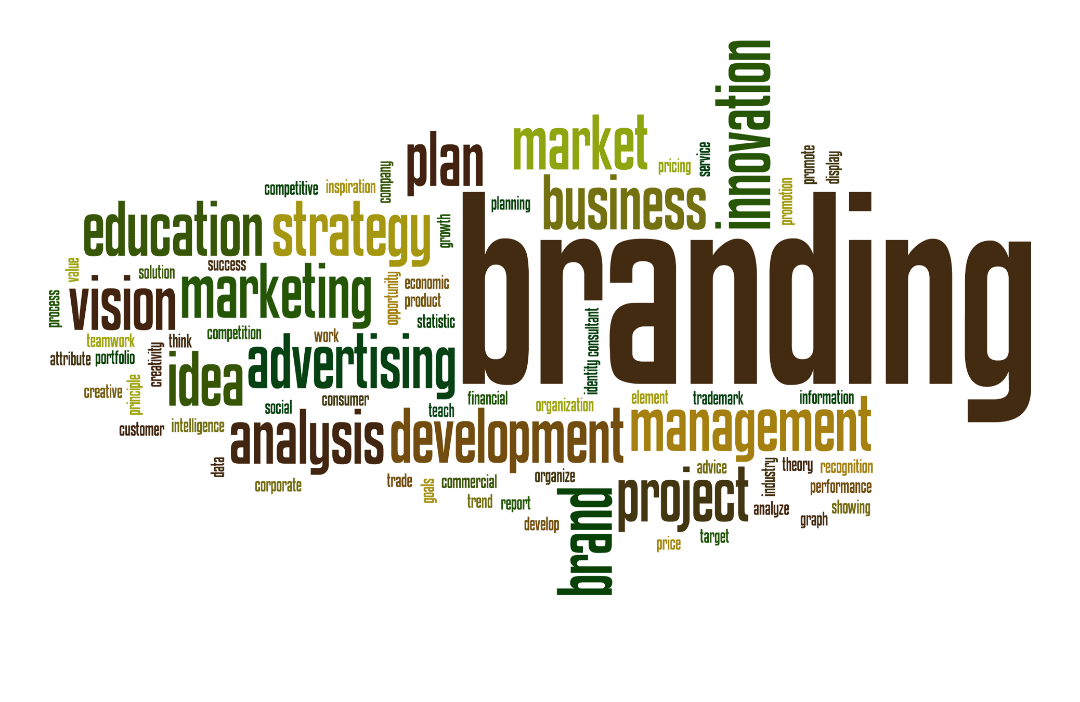 innovation
market
plan
service
promote
display
pricing
company
competitive
inspiration
business
promotion
planning
branding
education
strategy
growth
value
solution
success
marketing
opportunity
economic
product
vision
process
statistic
competition
work
identity consultant
teamwork
think
creativity
advertising
attribute
portfolio
idea
creative
principle
consumer
social
teach
financial
organization
element
trademark
information
customer
intelligence
analysis
development
management
data
corporate
trade
goals
commercial
organize
advice
industry
theory
recognition
project
performance
trend
report
brand
analyze
showing
graph
develop
price
target